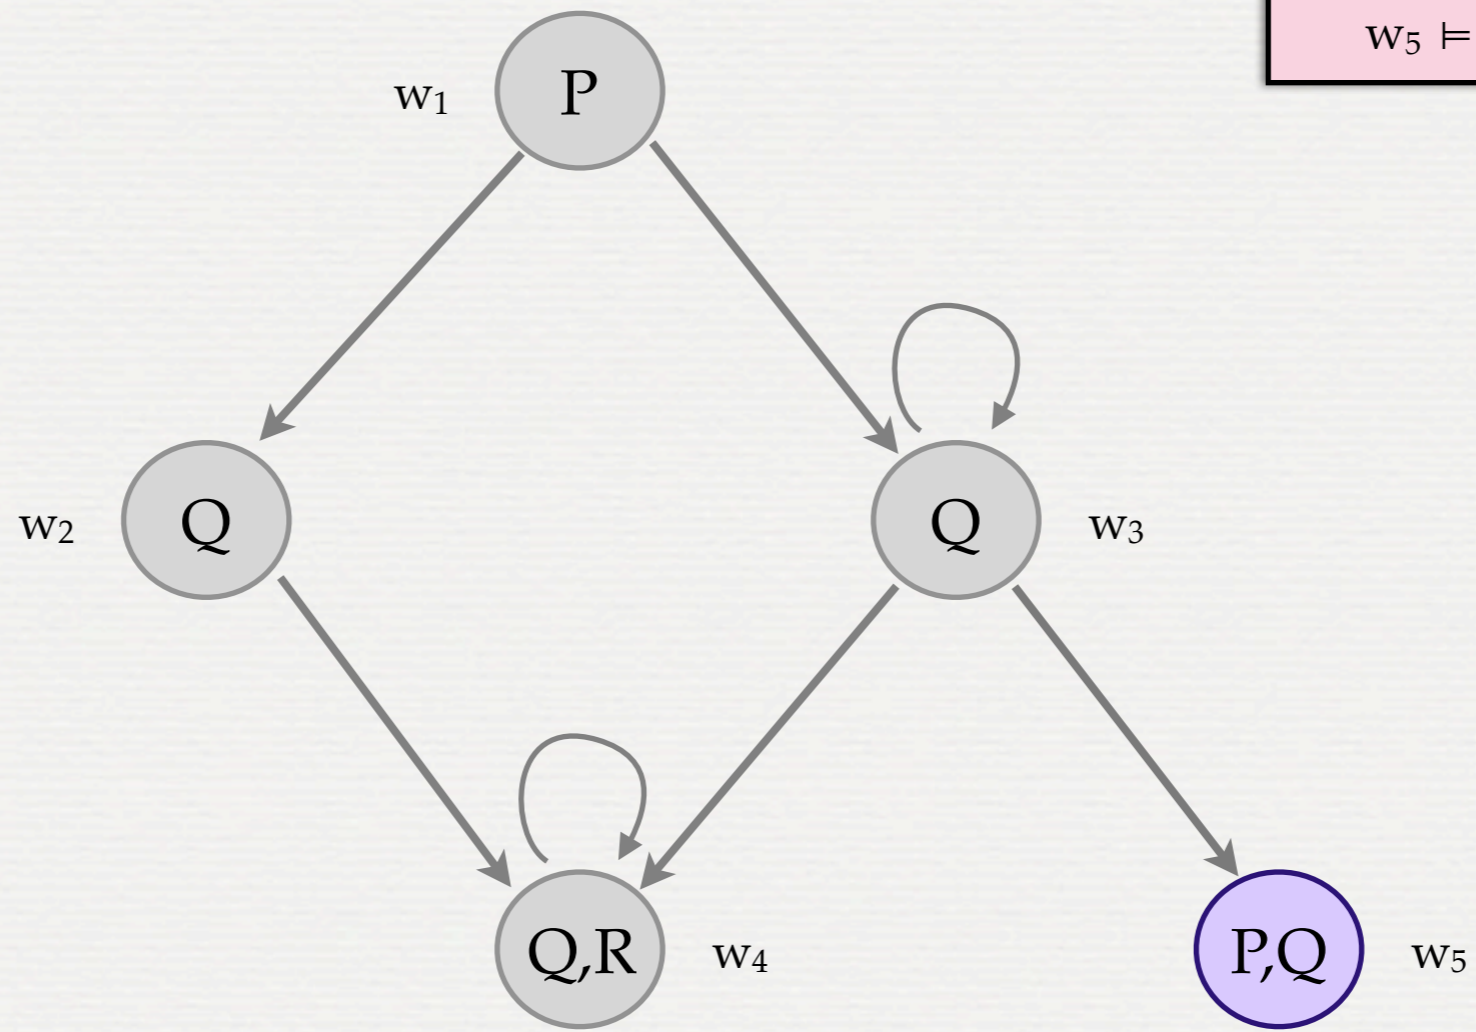 w₅ ⊨
w₁ P
w₂ Q Q w₃
Q,R w₄ P,Q w₅